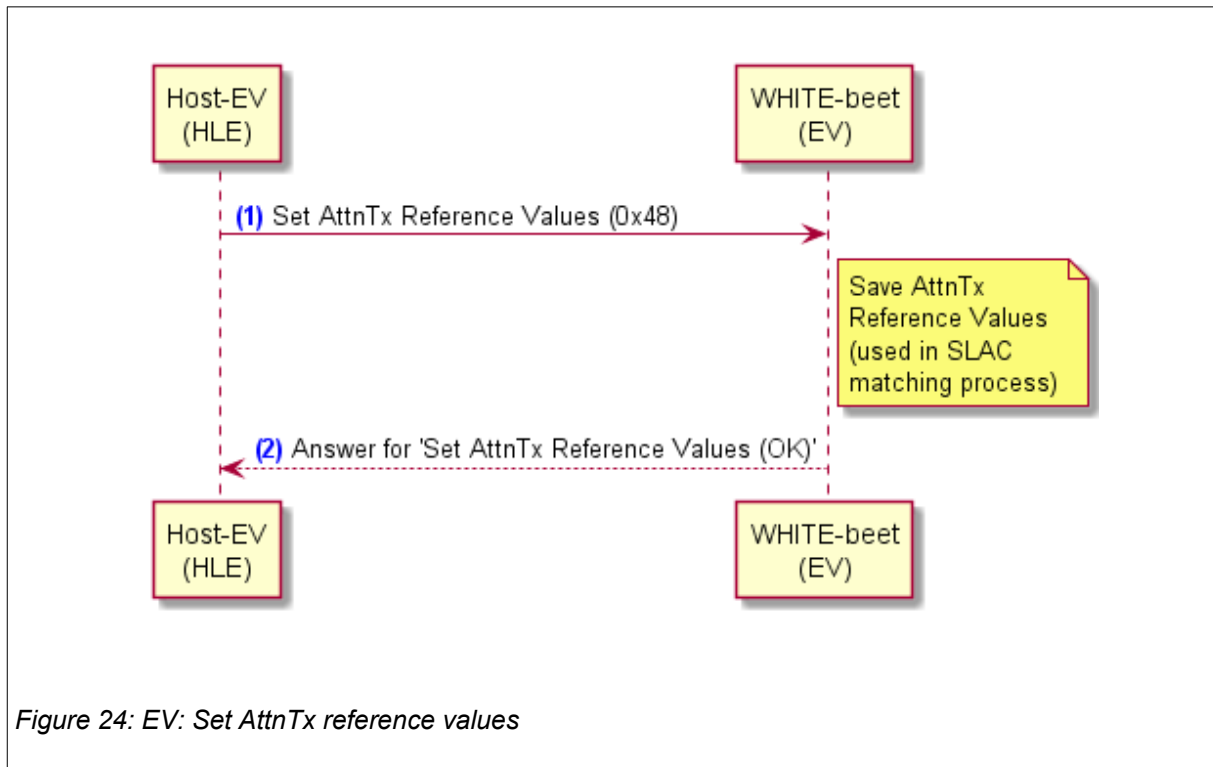 Host-EV
(HLE)
WHITE-beet
(EV)
(1) Set AttnTx Reference Values (0x48)
Save AttnTx
Reference Values
(used in SLAC
matching process)
(2) Answer for 'Set AttnTx Reference Values (OK)'
Host-EV
(HLE)
WHITE-beet
(EV)
Figure 24: EV: Set AttnTx reference values